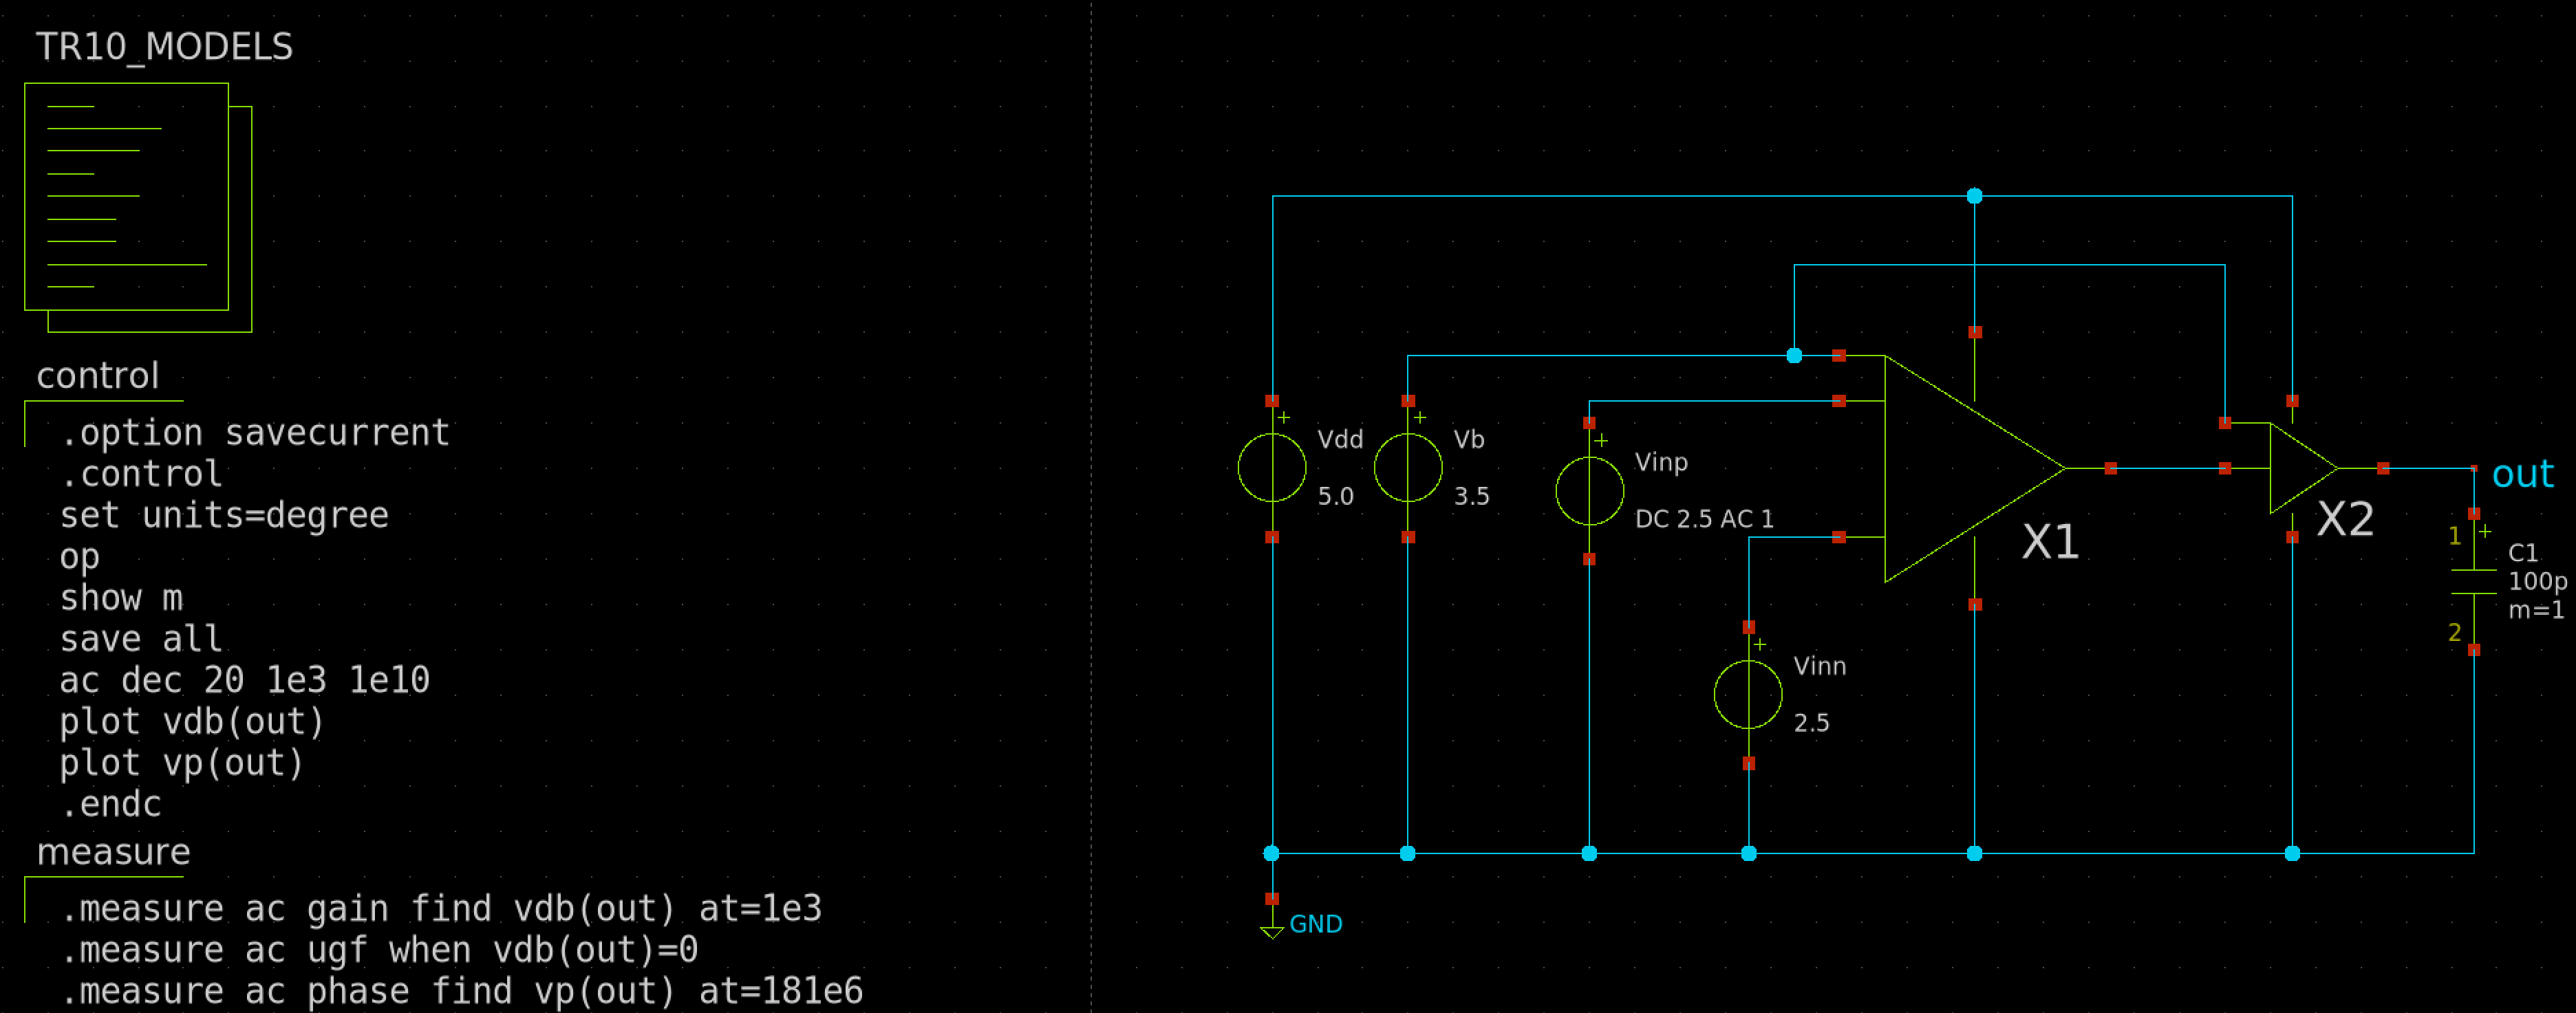 TR10_MODELS
control
.option savecurrent
.control
set units=degree
op
show m
save all
ac dec 20 1e3 1e10
plot vdb(out)
plot vp(out)
.endc
measure
.measure ac gain find vdb(out) at=1e3
.measure ac ugf when vdb(out)=0
.measure ac phase find vp(out) at=181e6
+
Vdd
5.0
+
Vb
3.5
+
Vinp
DC 2.5 AC 1
+
Vinn
2.5
X1
X2
out
1
+
C1
100p
m=1
2
GND